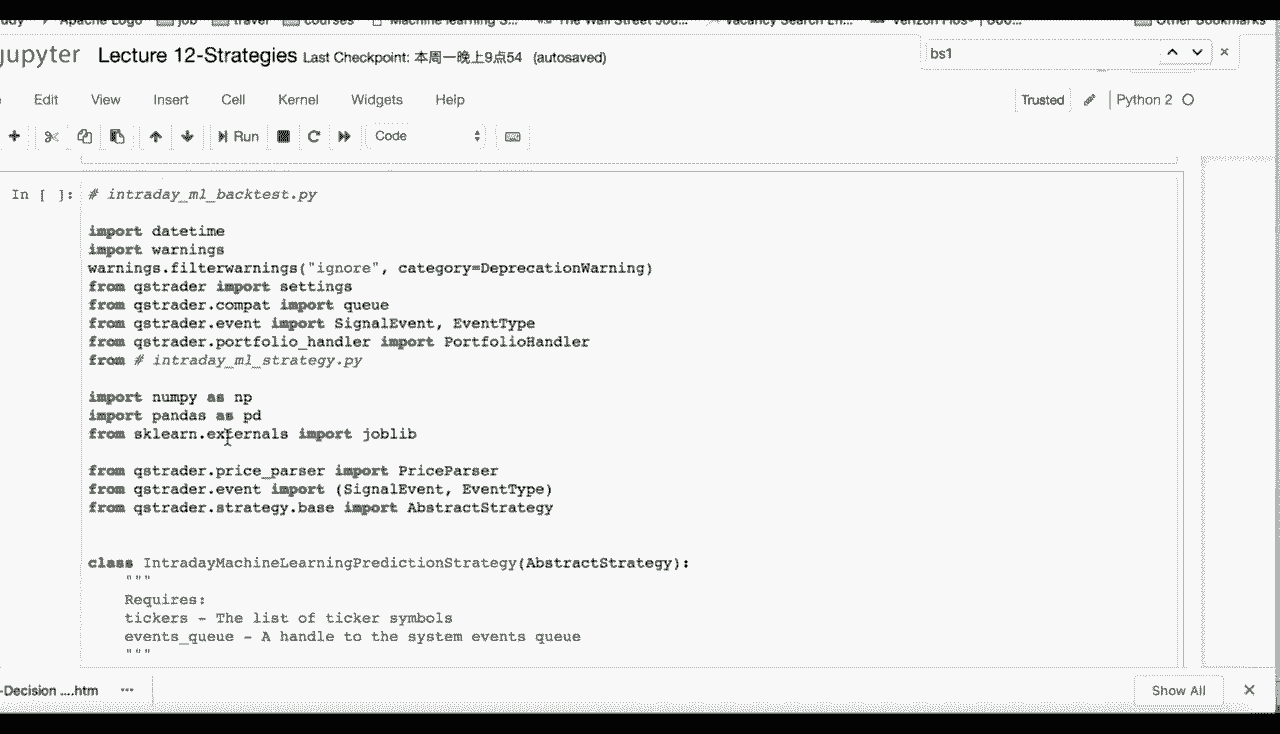 Apache Logo job travel courses Machine learning S... The Wall Street Jou... Vacancy Search En... Verizon Fios® | 800... Other Bookmarks
jupyter Lecture 12-Strategies Last Checkpoint: 本周一晚上9点54 (autosaved)
bs1
Edit View Insert Cell Kernel Widgets Help
Trusted Python 2
Run Code
In [ ]: # intraday_ml_backtest.py
import datetime
import warnings
warnings.filterwarnings("ignore", category=DeprecationWarning)
from qstrader import settings
from qstrader.compat import queue
from qstrader.event import SignalEvent, EventType
from qstrader.portfolio_handler import PortfolioHandler
from # intraday_ml_strategy.py
import numpy as np
import pandas as pd
from sklearn.externals import joblib
from qstrader.price_parser import PriceParser
from qstrader.event import (SignalEvent, EventType)
from qstrader.strategy.base import AbstractStrategy
class IntradayMachineLearningPredictionStrategy(AbstractStrategy):
"""
Requires:
tickers - The list of ticker symbols
events_queue - A handle to the system events queue
"""
-Decision ....htm
Show All